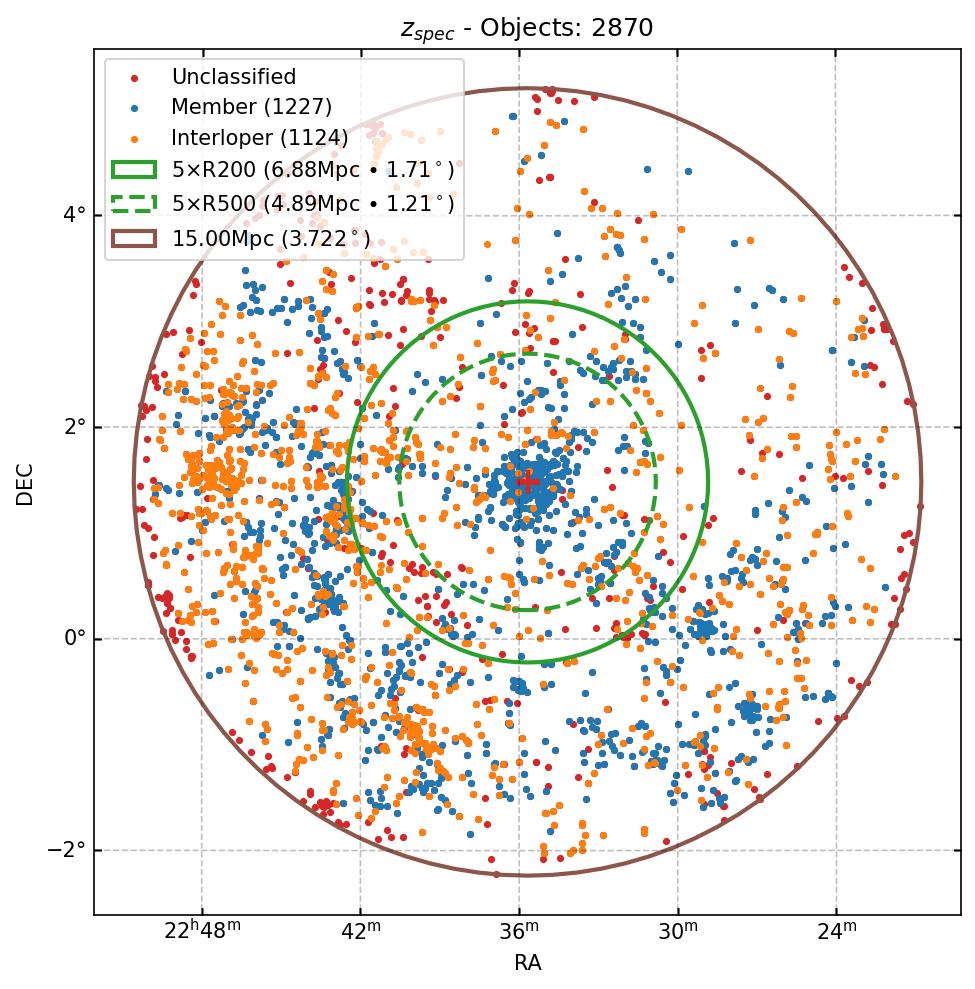 z_spec - Objects: 2870
Unclassified
Member (1227)
Interloper (1124)
5×R200 (6.88Mpc • 1.71°)
5×R500 (4.89Mpc • 1.21°)
15.00Mpc (3.722°)
4°
2°
0°
−2°
DEC
22ʰ48ᵐ 42ᵐ 36ᵐ 30ᵐ 24ᵐ
RA